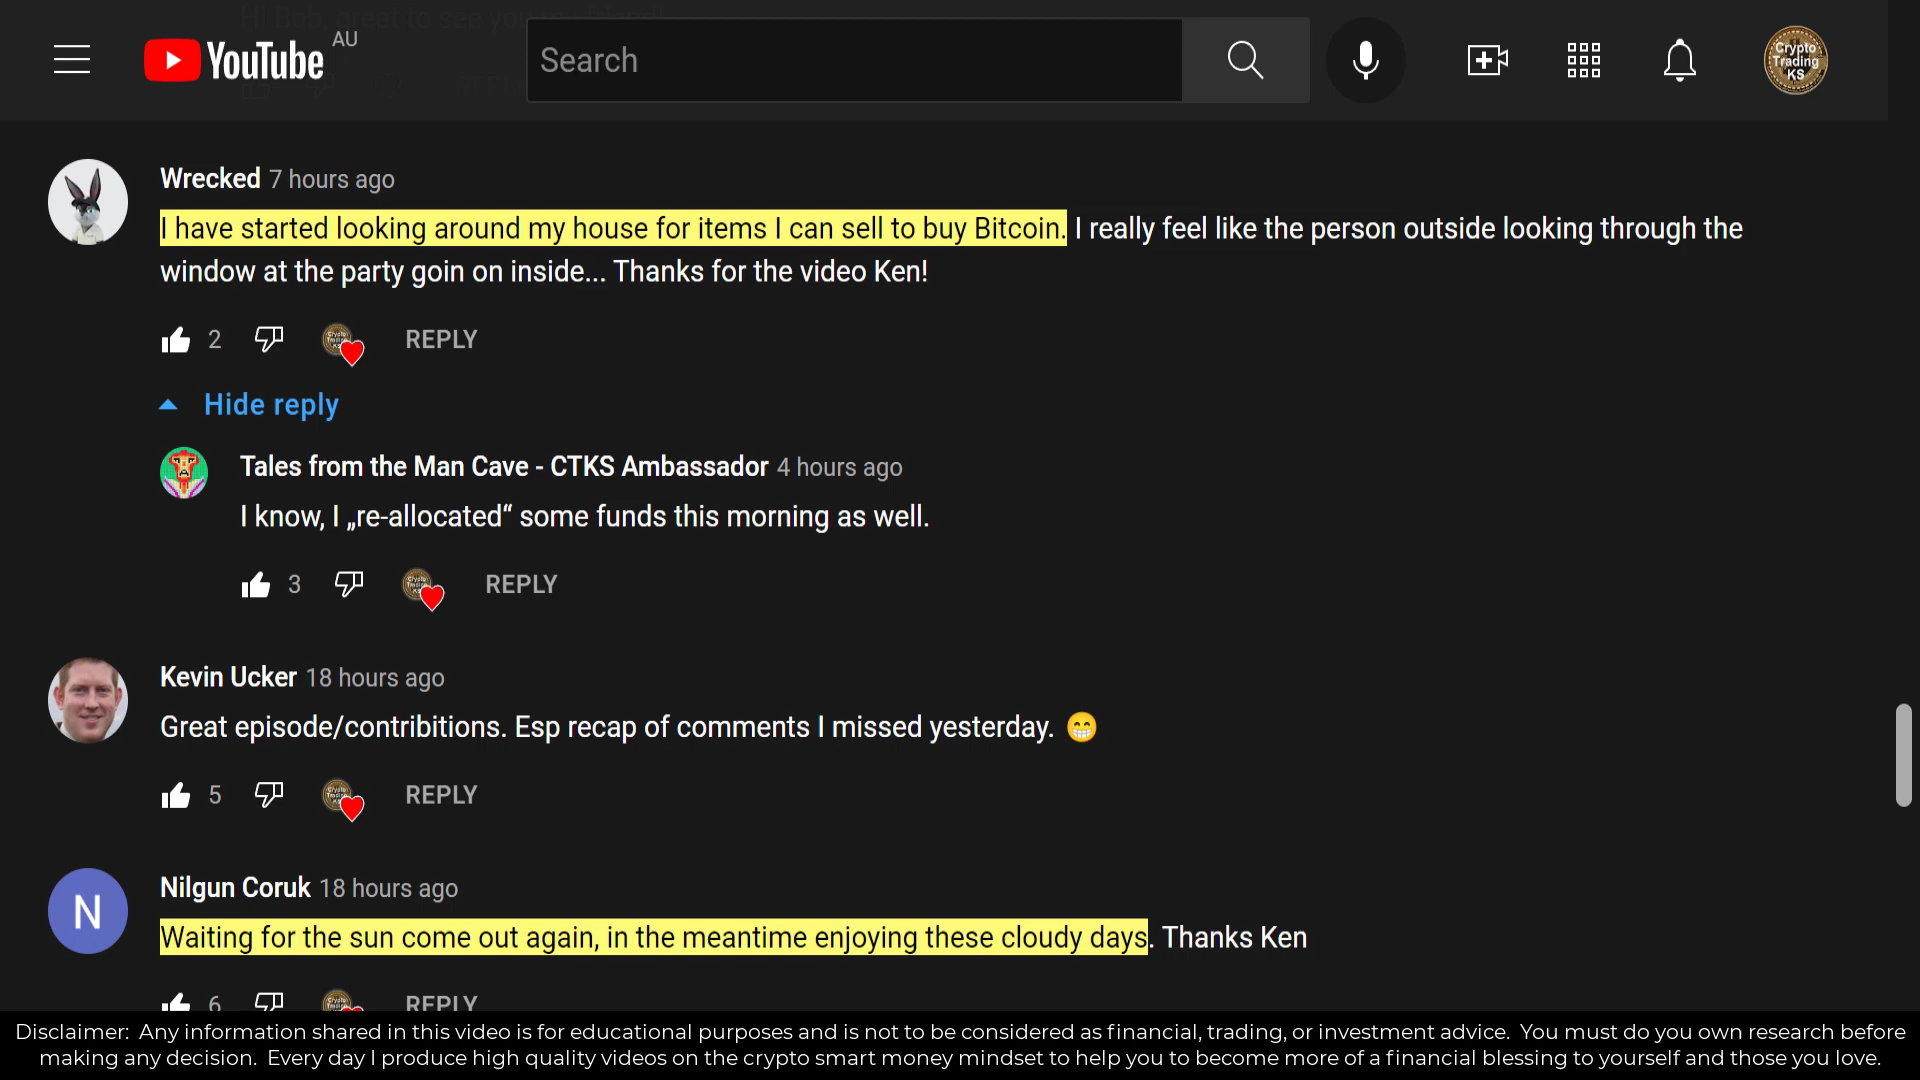 Hi Bob, great to see you my friend!
YouTube AU
Search
Crypto
Trading
KS
Wrecked 7 hours ago
I have started looking around my house for items I can sell to buy Bitcoin. I really feel like the person outside looking through the
window at the party goin on inside... Thanks for the video Ken!
2 REPLY
Hide reply
Tales from the Man Cave - CTKS Ambassador 4 hours ago
I know, I „re-allocated“ some funds this morning as well.
3 REPLY
Kevin Ucker 18 hours ago
Great episode/contribitions. Esp recap of comments I missed yesterday. 😁
5 REPLY
N
Nilgun Coruk 18 hours ago
Waiting for the sun come out again, in the meantime enjoying these cloudy days. Thanks Ken
6 REPLY
Disclaimer: Any information shared in this video is for educational purposes and is not to be considered as financial, trading, or investment advice. You must do you own research before
making any decision. Every day I produce high quality videos on the crypto smart money mindset to help you to become more of a financial blessing to yourself and those you love.